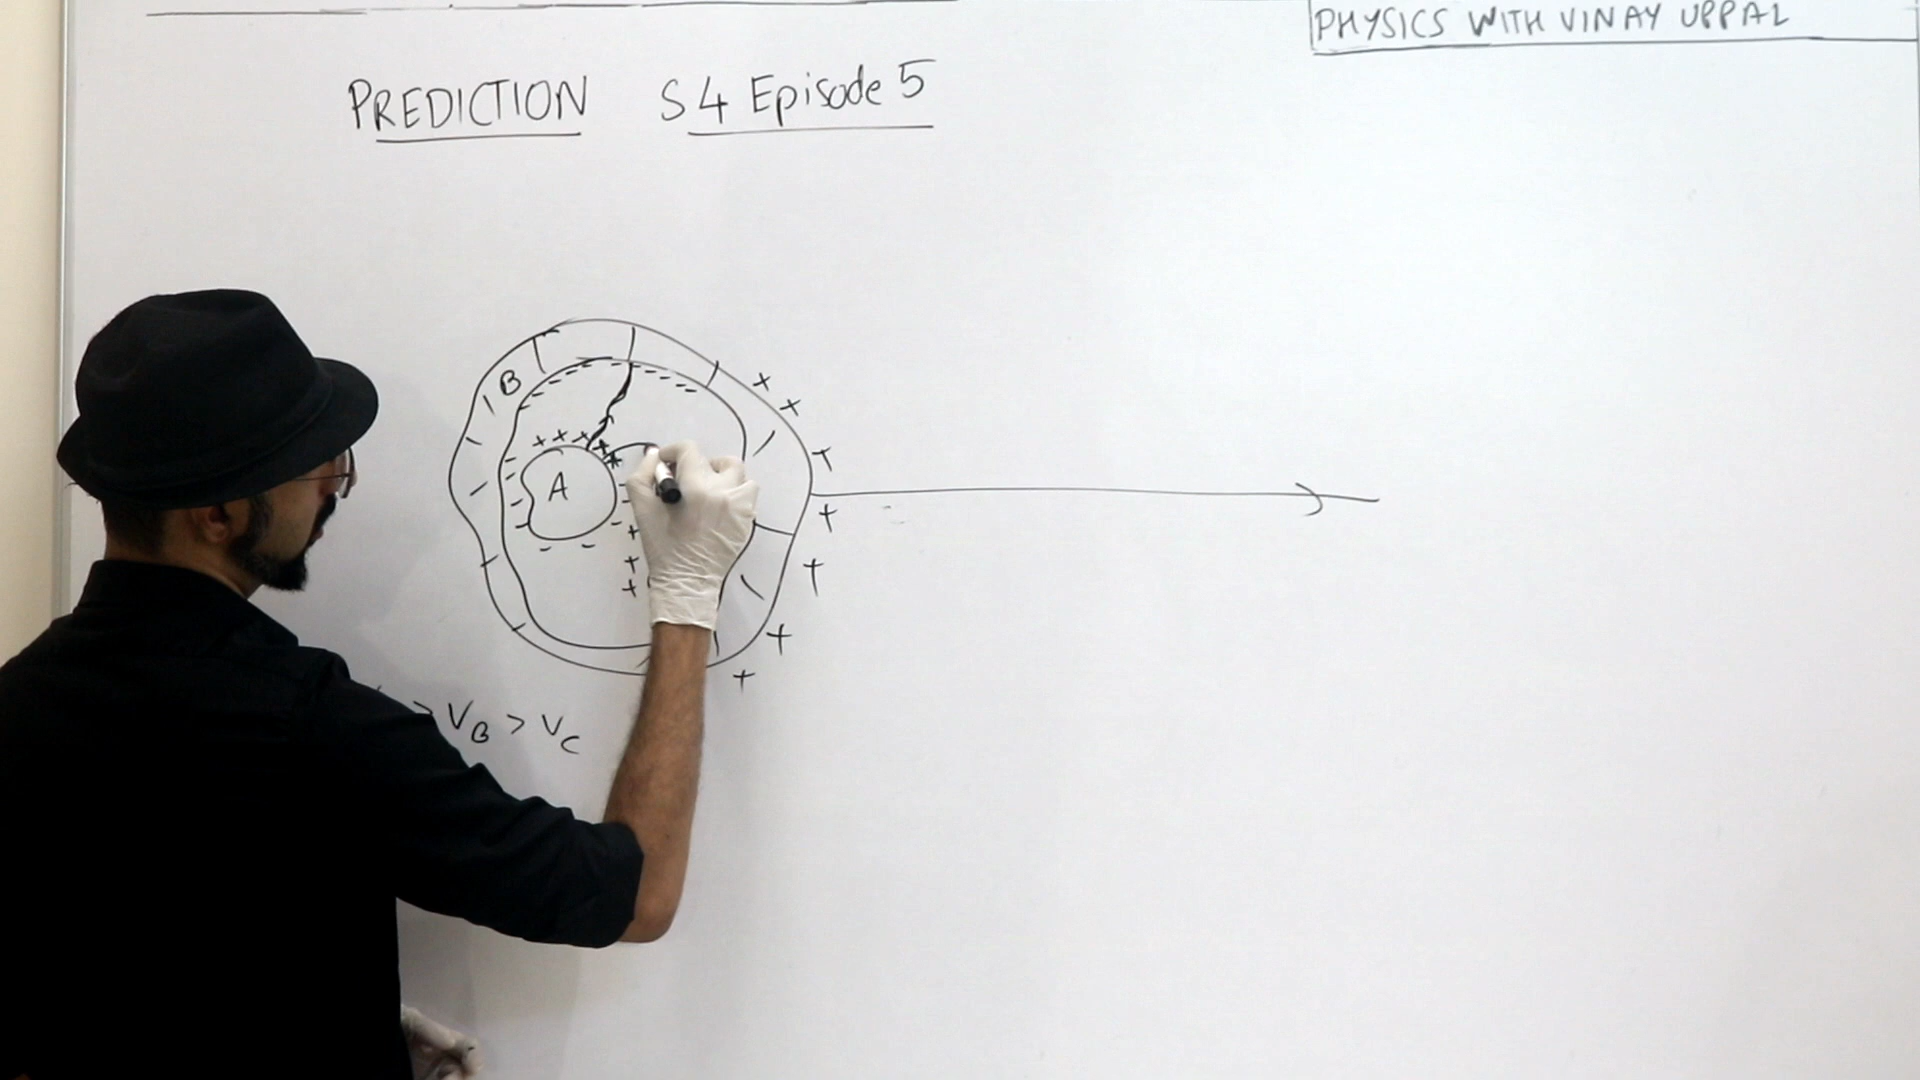 PHYSICS WITH VINAY UPPAL
PREDICTION S4 Episode 5
B
A
> V_B > V_C